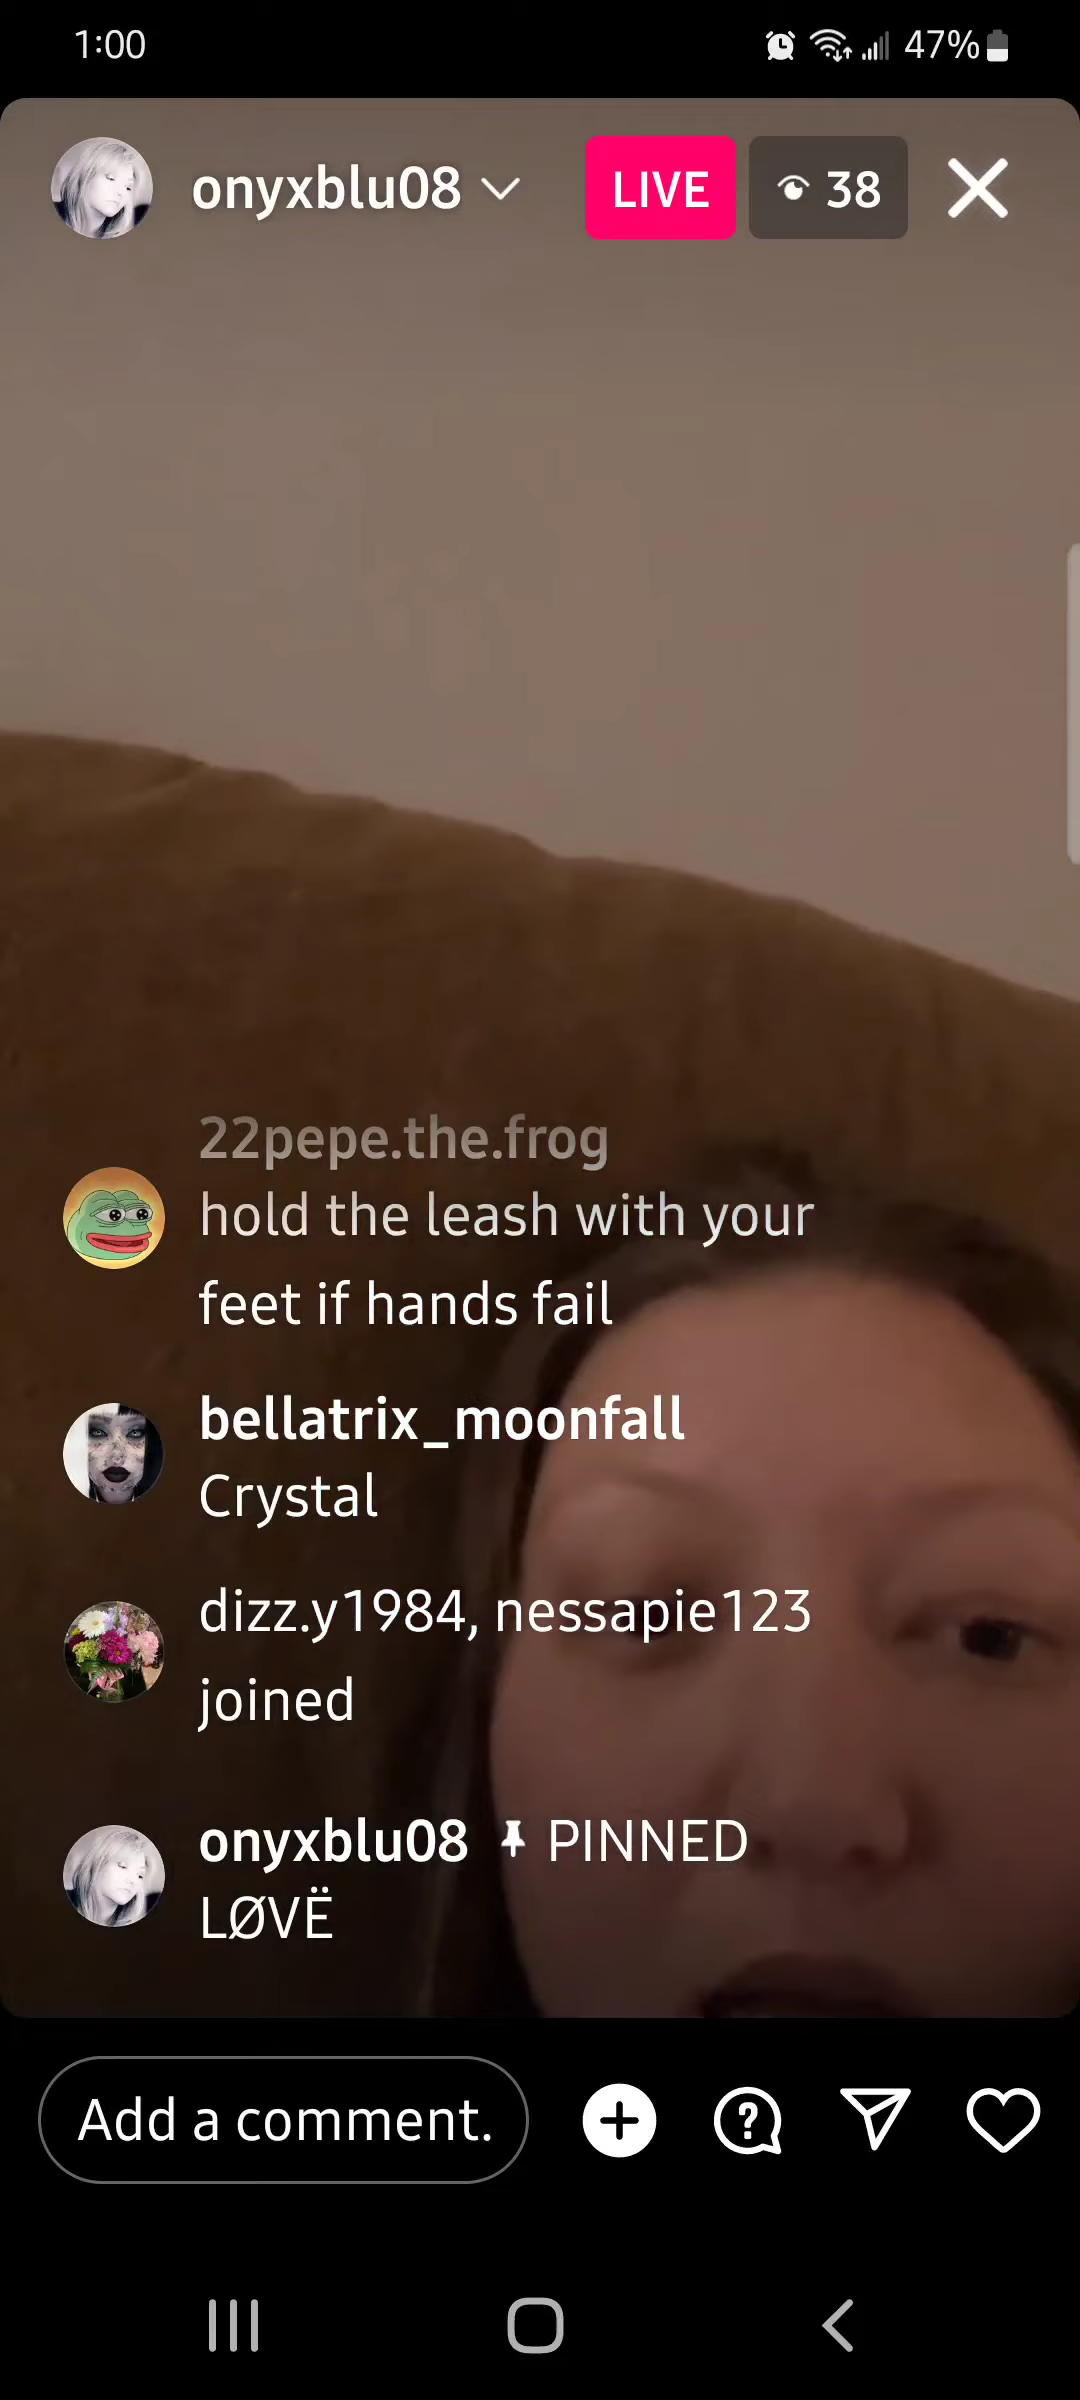 1:00
47%
onyxblu08
LIVE
38
22pepe.the.frog
hold the leash with your
feet if hands fail
bellatrix_moonfall
Crystal
dizz.y1984, nessapie123
joined
onyxblu08 PINNED
LØVË
Add a comment.